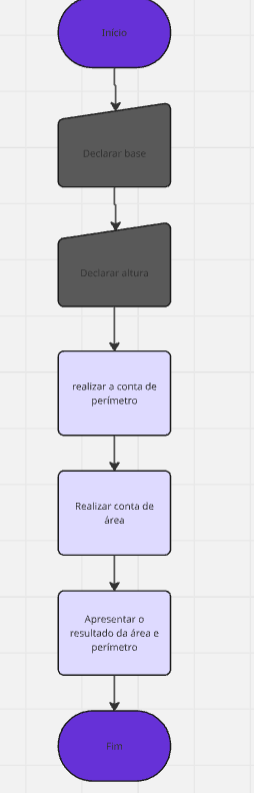 Início
Declarar base
Declarar altura
realizar a conta de
perímetro
Realizar conta de
área
Apresentar o
resultado da área e
perímetro
Fim